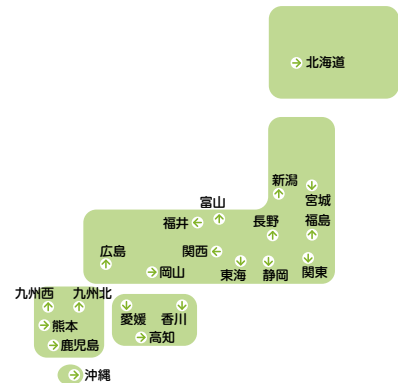 北海道
新潟
宮城
富山
福井
長野
福島
広島
関西
岡山
東海
静岡
関東
九州西
九州北
愛媛
香川
熊本
高知
鹿児島
沖縄